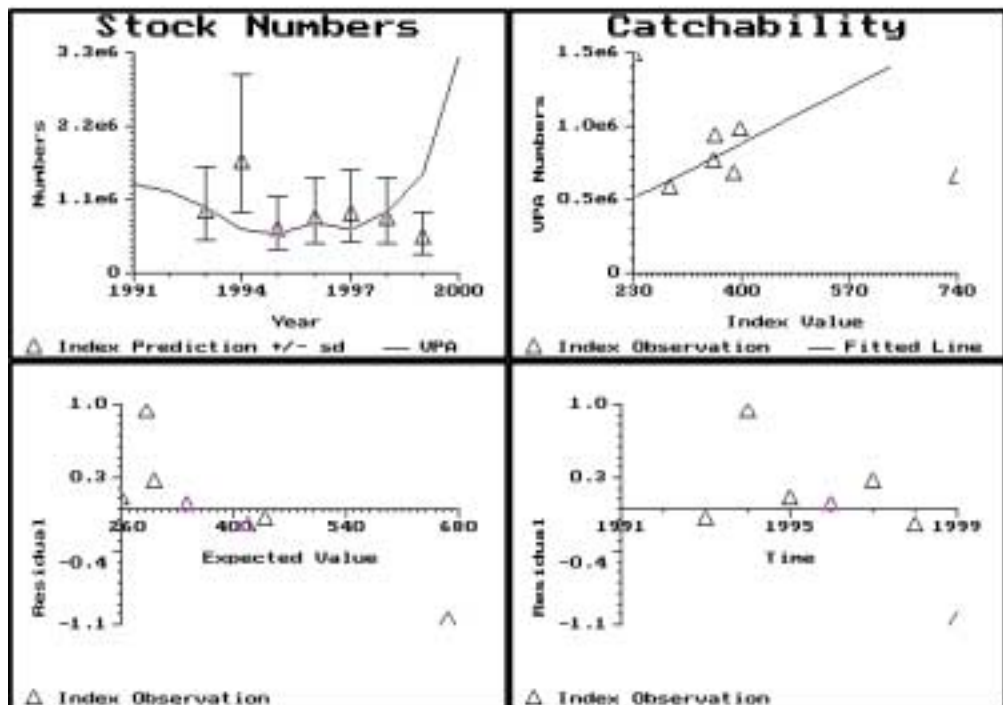 Stock Numbers
3.3e6
2.2e6
1.1e6
0
Numbers
1991 1994 1997 2000
Year
Index Prediction +/- sd VPA
Catchability
1.5e6
1.0e6
0.5e6
0
VPA Numbers
230 400 570 740
Index Value
Index Observation Fitted Line
1.0
0.3
-0.4
-1.1
Residual
260 400 540 680
Expected Value
Index Observation
1.0
0.3
-0.4
-1.1
Residual
1991 1995 1999
Time
Index Observation